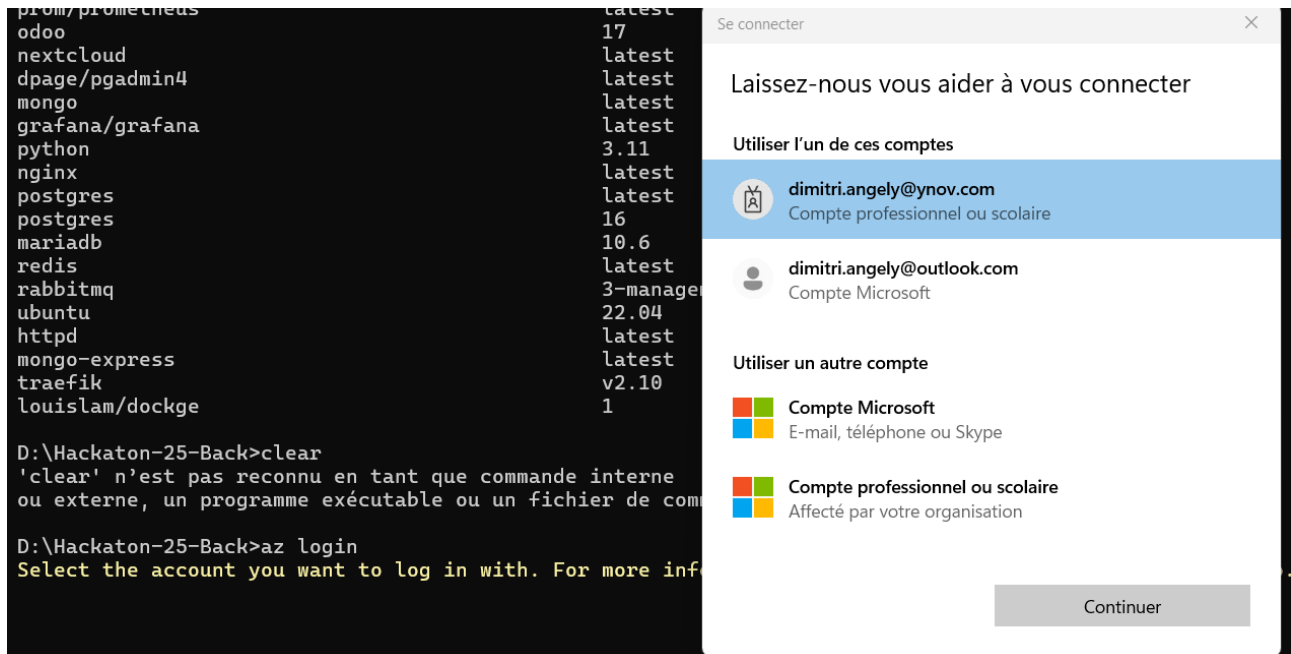 prom/prometheus latest
odoo 17
nextcloud latest
dpage/pgadmin4 latest
mongo latest
grafana/grafana latest
python 3.11
nginx latest
postgres latest
postgres 16
mariadb 10.6
redis latest
rabbitmq 3-manage
ubuntu 22.04
httpd latest
mongo-express latest
traefik v2.10
louislam/dockge 1
D:\Hackaton-25-Back>clear
'clear' n’est pas reconnu en tant que commande interne
ou externe, un programme exécutable ou un fichier de com
D:\Hackaton-25-Back>az login
Select the account you want to log in with. For more inf
Se connecter
Laissez-nous vous aider à vous connecter
Utiliser l’un de ces comptes
dimitri.angely@ynov.com
Compte professionnel ou scolaire
dimitri.angely@outlook.com
Compte Microsoft
Utiliser un autre compte
Compte Microsoft
E-mail, téléphone ou Skype
Compte professionnel ou scolaire
Affecté par votre organisation
Continuer